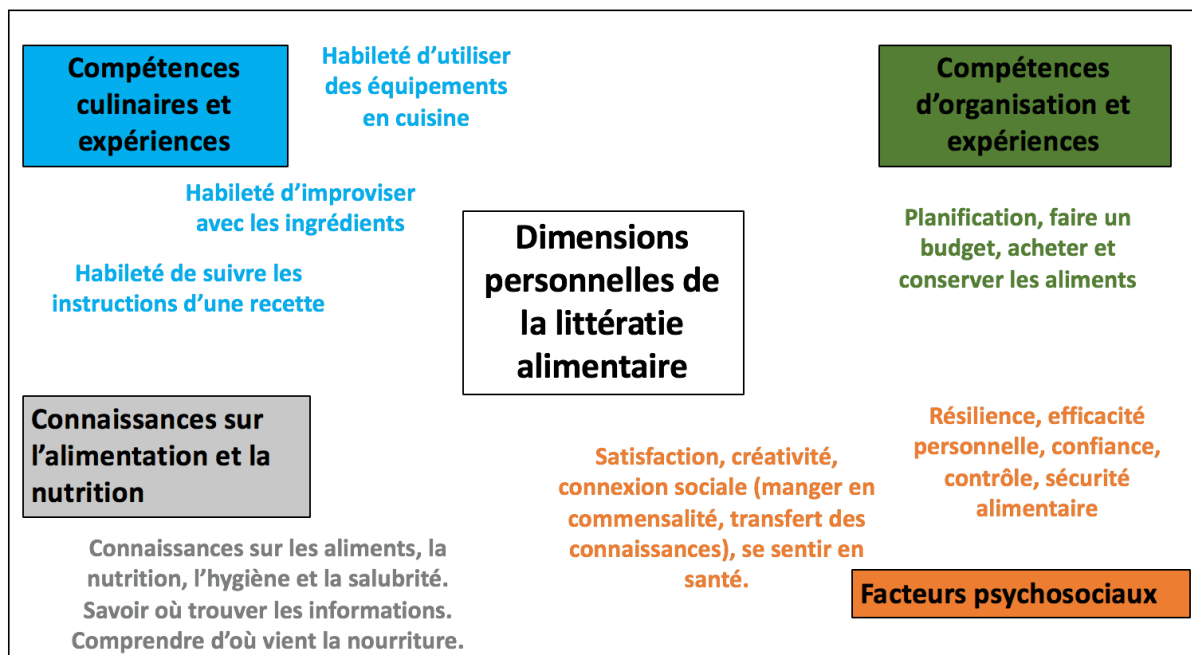 Compétences
culinaires et
expériences
Habileté d’utiliser
des équipements
en cuisine
Compétences
d’organisation et
expériences
Habileté d’improviser
avec les ingrédients
Habileté de suivre les
instructions d’une recette
Dimensions
personnelles de
la littératie
alimentaire
Planification, faire un
budget, acheter et
conserver les aliments
Connaissances sur
l’alimentation et la
nutrition
Connaissances sur les aliments, la
nutrition, l’hygiène et la salubrité.
Savoir où trouver les informations.
Comprendre d’où vient la nourriture.
Satisfaction, créativité,
connexion sociale (manger en
commensalité, transfert des
connaissances), se sentir en
santé.
Résilience, efficacité
personnelle, confiance,
contrôle, sécurité
alimentaire
Facteurs psychosociaux